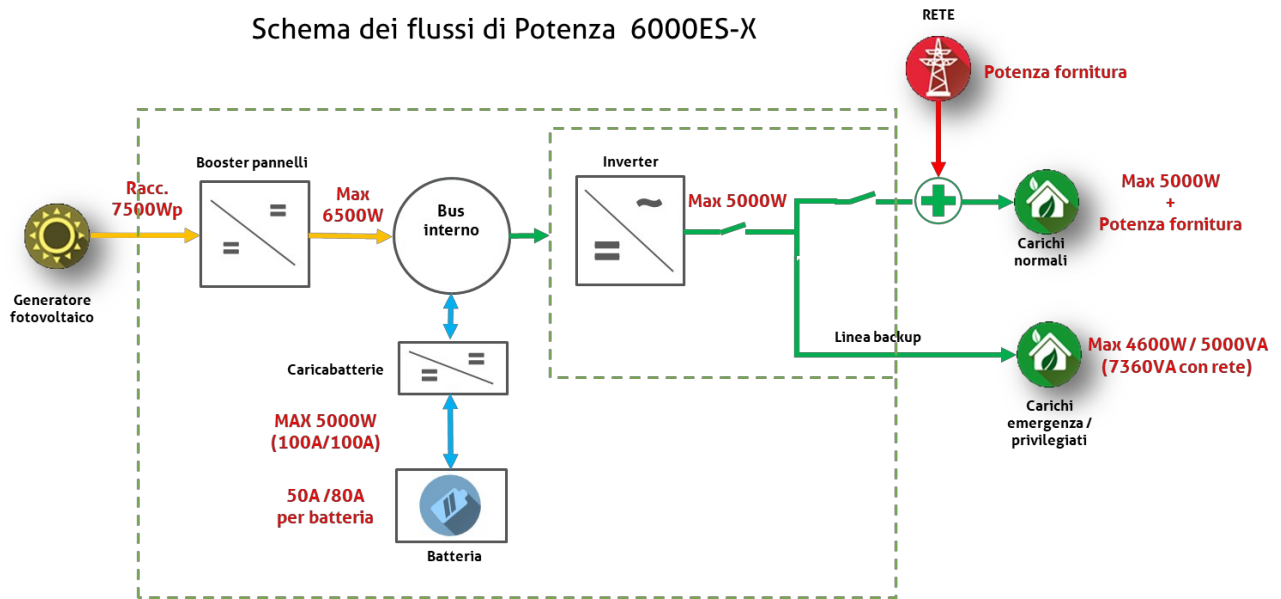 Schema dei flussi di Potenza 6000ES-X
RETE
Potenza fornitura
Booster pannelli
Inverter
Racc.
7500Wp
Max
6500W
Bus
interno
Max 5000W
Max 5000W
+
Potenza fornitura
Carichi
normali
Generatore
fotovoltaico
Linea backup
Max 4600W / 5000VA
(7360VA con rete)
Caricabatterie
Carichi
emergenza /
privilegiati
MAX 5000W
(100A/100A)
50A /80A
per batteria
Batteria